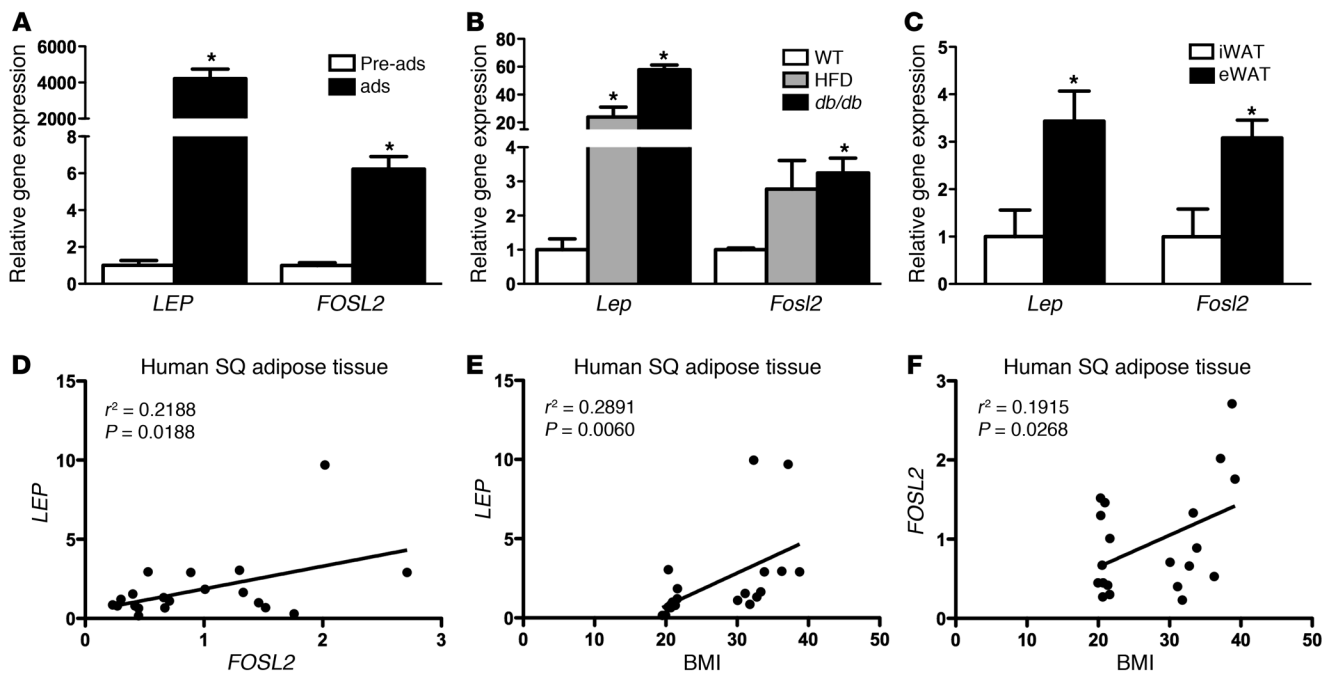 A
Relative gene expression
6000
4000
2000
8
6
4
2
0
*
*
Pre-ads
ads
LEP
FOSL2
B
Relative gene expression
80
60
40
20
4
3
2
1
0
*
*
*
WT
HFD
db/db
Lep
Fosl2
C
Relative gene expression
5
4
3
2
1
0
*
*
iWAT
eWAT
Lep
Fosl2
D
Human SQ adipose tissue
r² = 0.2188
P = 0.0188
LEP
15
10
5
0
0 1 2 3
FOSL2
E
Human SQ adipose tissue
r² = 0.2891
P = 0.0060
LEP
15
10
5
0
0 10 20 30 40 50
BMI
F
Human SQ adipose tissue
r² = 0.1915
P = 0.0268
FOSL2
3
2
1
0
0 10 20 30 40 50
BMI